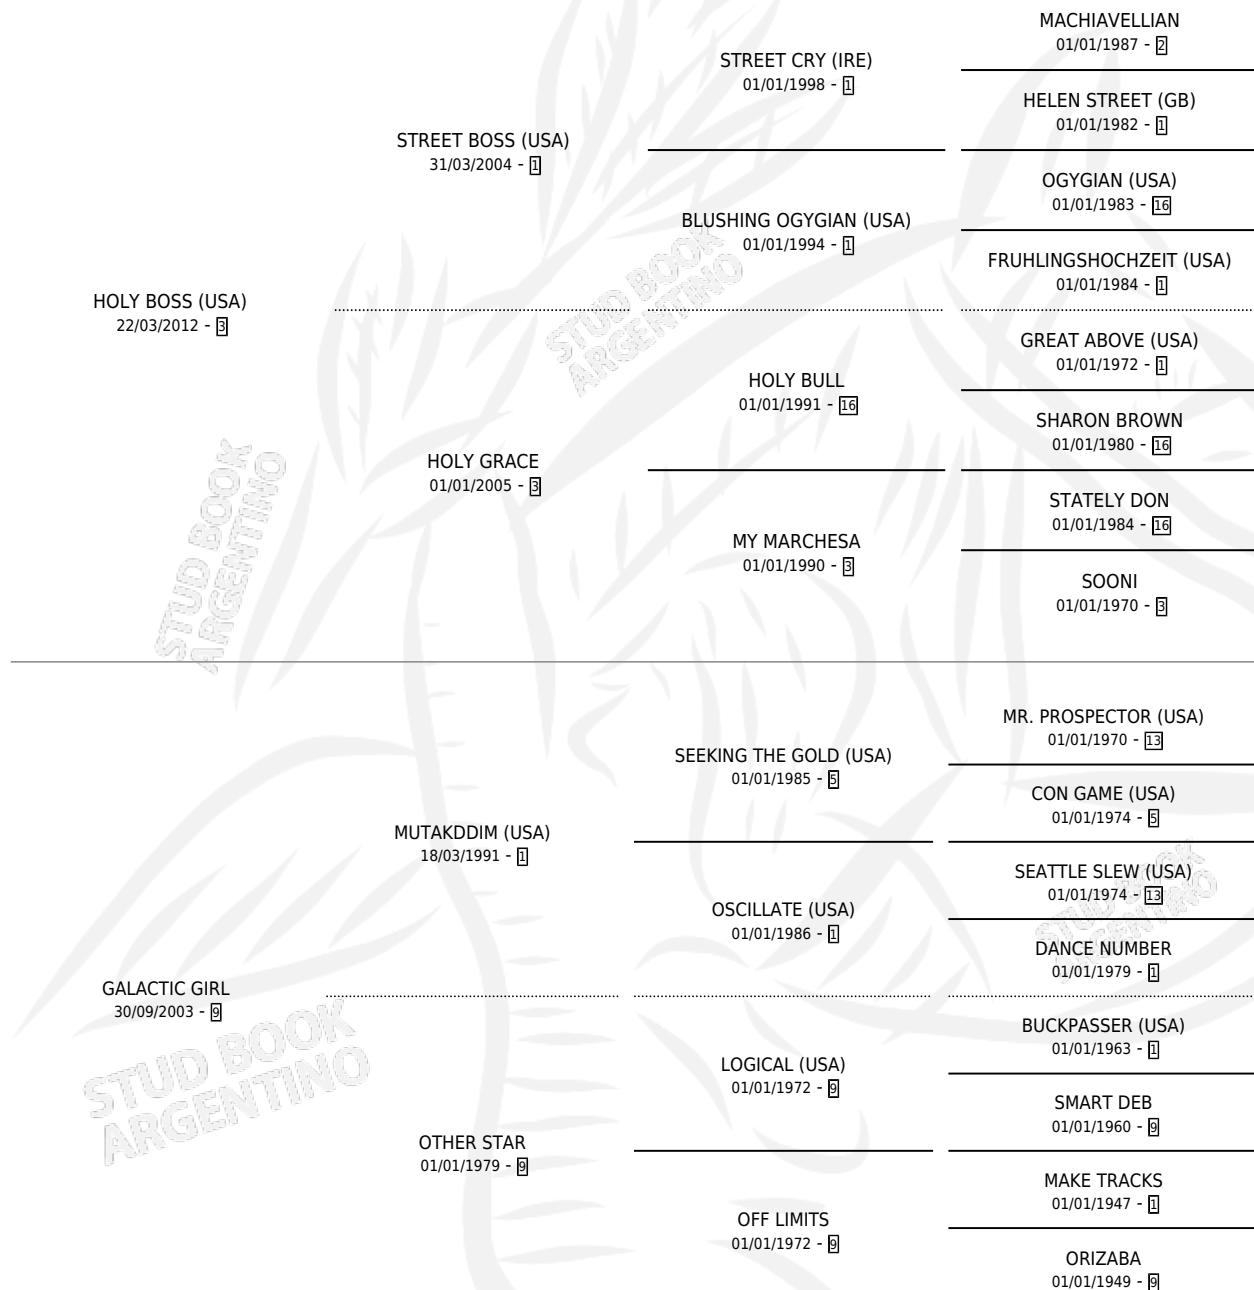 MACHIAVELLIAN
01/01/1987 - 2
STREET CRY (IRE)
01/01/1998 - 1
HELEN STREET (GB)
01/01/1982 - 1
STREET BOSS (USA)
31/03/2004 - 1
OGYGIAN (USA)
01/01/1983 - 16
BLUSHING OGYGIAN (USA)
01/01/1994 - 1
FRUHLINGSHOCHZEIT (USA)
01/01/1984 - 1
HOLY BOSS (USA)
22/03/2012 - 3
STUD BOOK
ARGENTINO
GREAT ABOVE (USA)
01/01/1972 - 1
HOLY BULL
01/01/1991 - 16
SHARON BROWN
01/01/1980 - 16
HOLY GRACE
01/01/2005 - 3
STATELY DON
01/01/1984 - 16
MY MARCHESA
01/01/1990 - 3
SOONI
01/01/1970 - 3
STUD BOOK
ARGENTINO
MR. PROSPECTOR (USA)
01/01/1970 - 13
SEEKING THE GOLD (USA)
01/01/1985 - 5
CON GAME (USA)
01/01/1974 - 5
MUTAKDDIM (USA)
18/03/1991 - 1
SEATTLE SLEW (USA)
01/01/1974 - 13
OSCILLATE (USA)
01/01/1986 - 1
STUD BOOK
ARGENTINO
DANCE NUMBER
01/01/1979 - 1
GALACTIC GIRL
30/09/2003 - 9
BUCKPASSER (USA)
01/01/1963 - 1
LOGICAL (USA)
01/01/1972 - 9
SMART DEB
01/01/1960 - 9
STUD BOOK
ARGENTINO
OTHER STAR
01/01/1979 - 9
MAKE TRACKS
01/01/1947 - 1
OFF LIMITS
01/01/1972 - 9
ORIZABA
01/01/1949 - 9